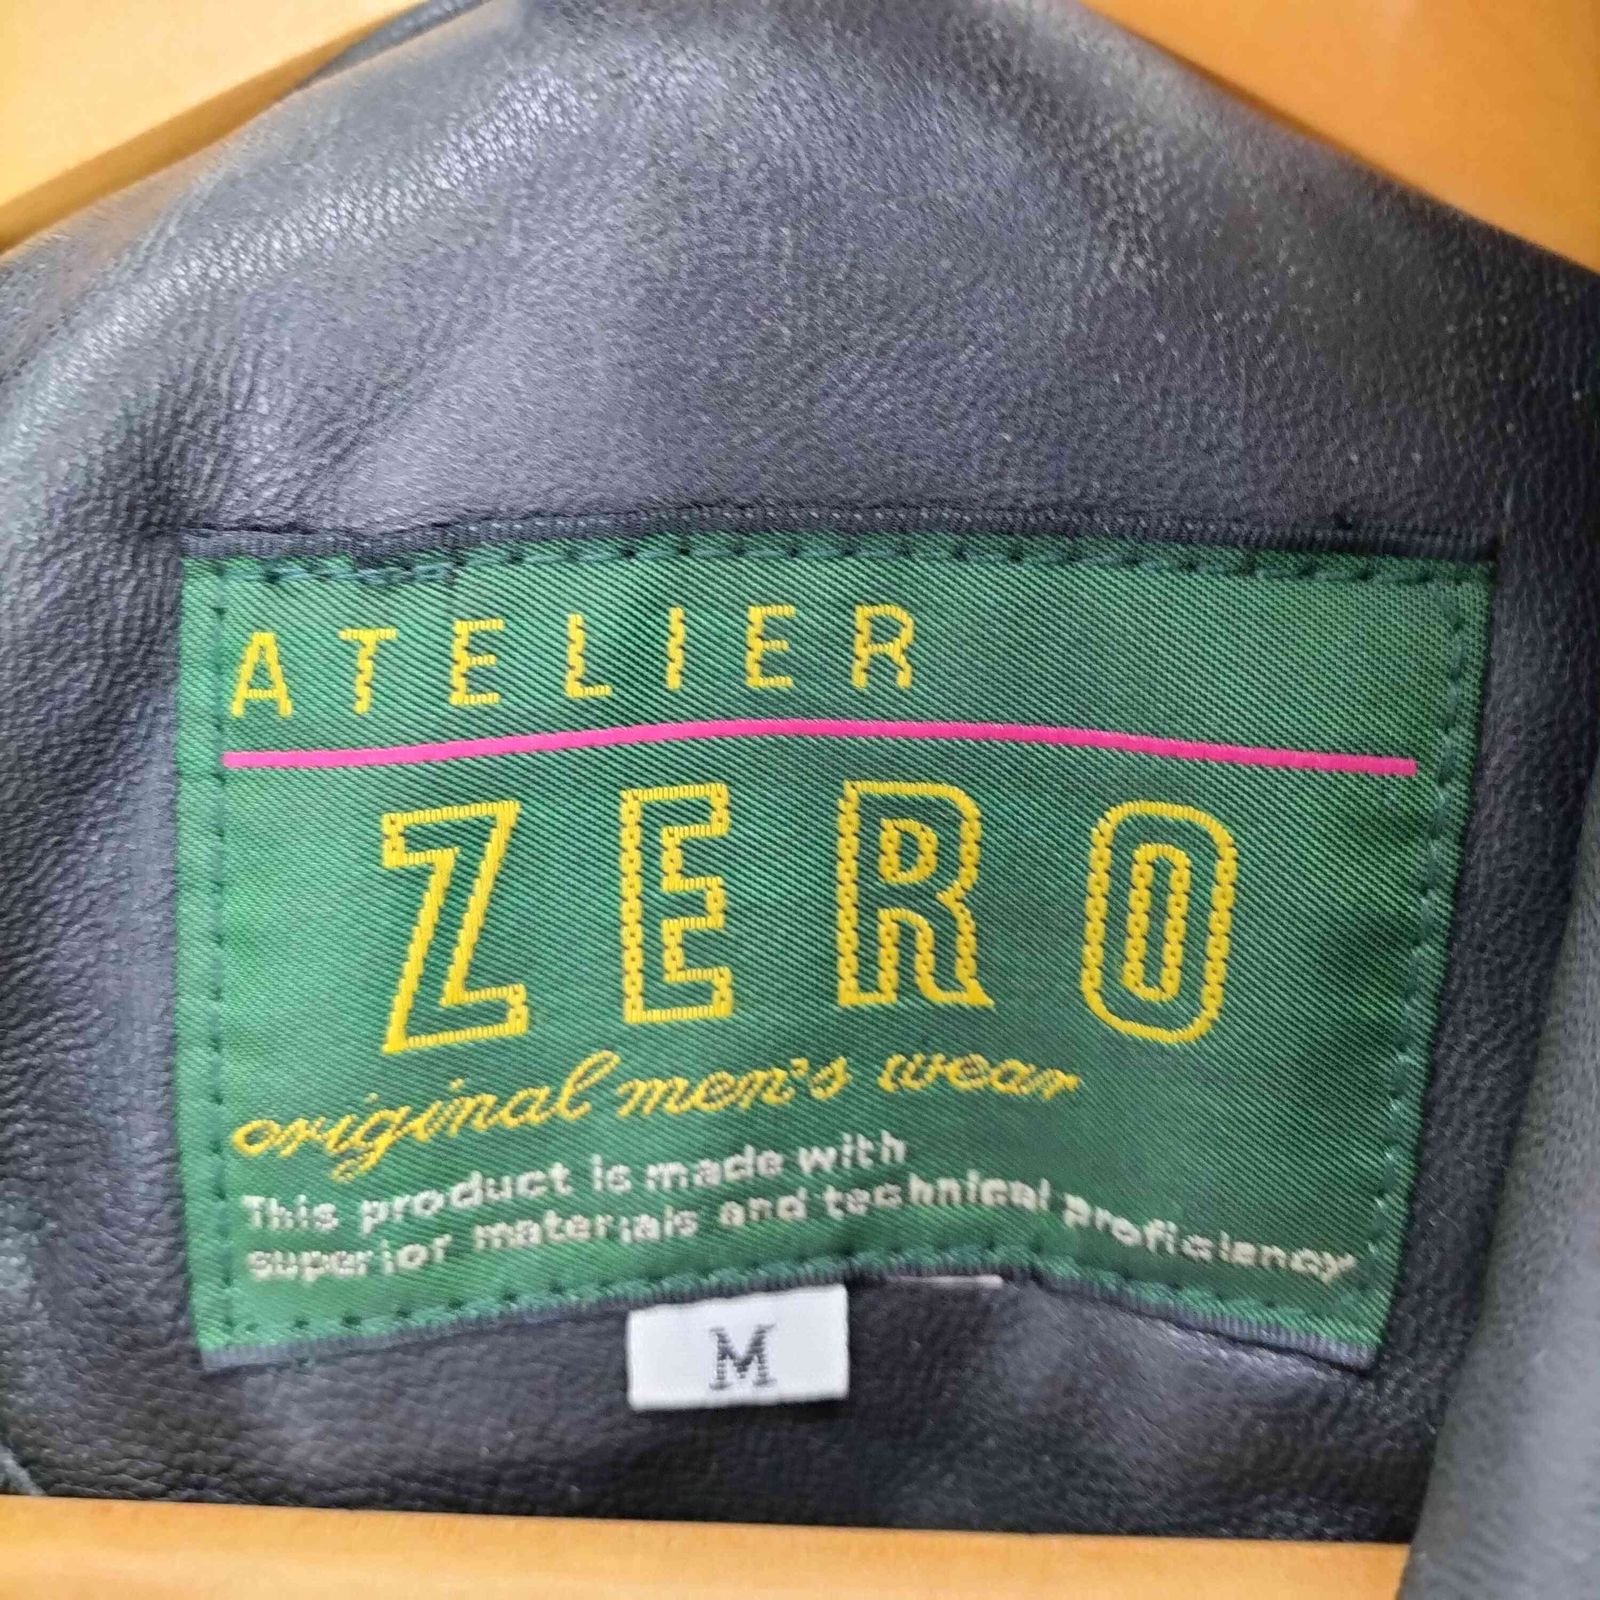 ATELIER
ZERO
original men's wear
This product is made with
superior materials and technical proficiency
M